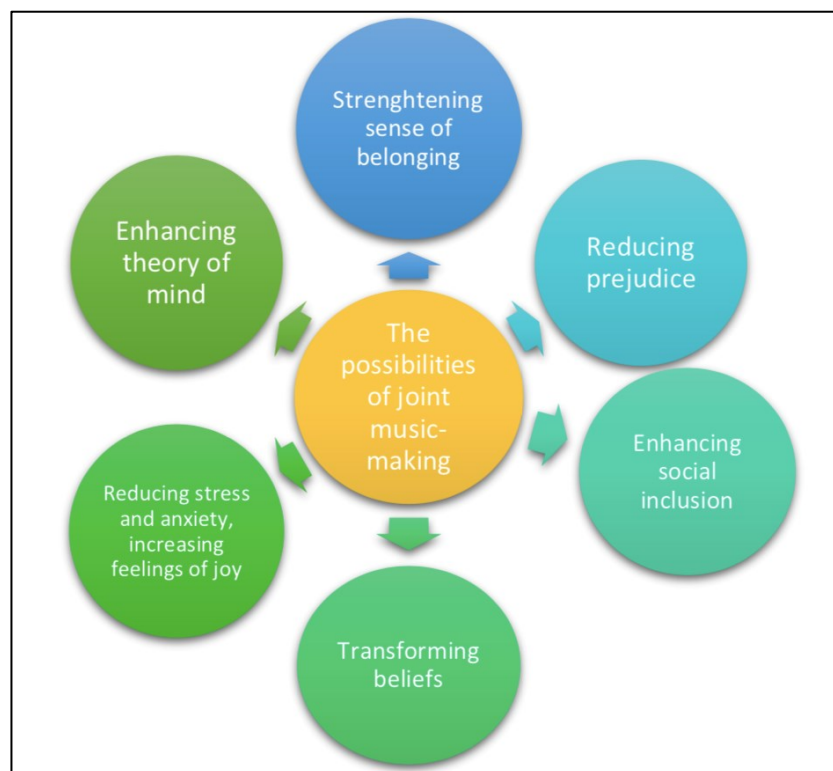 Strenghtening
sense of
belonging
Reducing
prejudice
Enhancing
social
inclusion
Transforming
beliefs
Reducing stress
and anxiety,
increasing
feelings of joy
Enhancing
theory of
mind
The
possibilities
of joint
music-
making